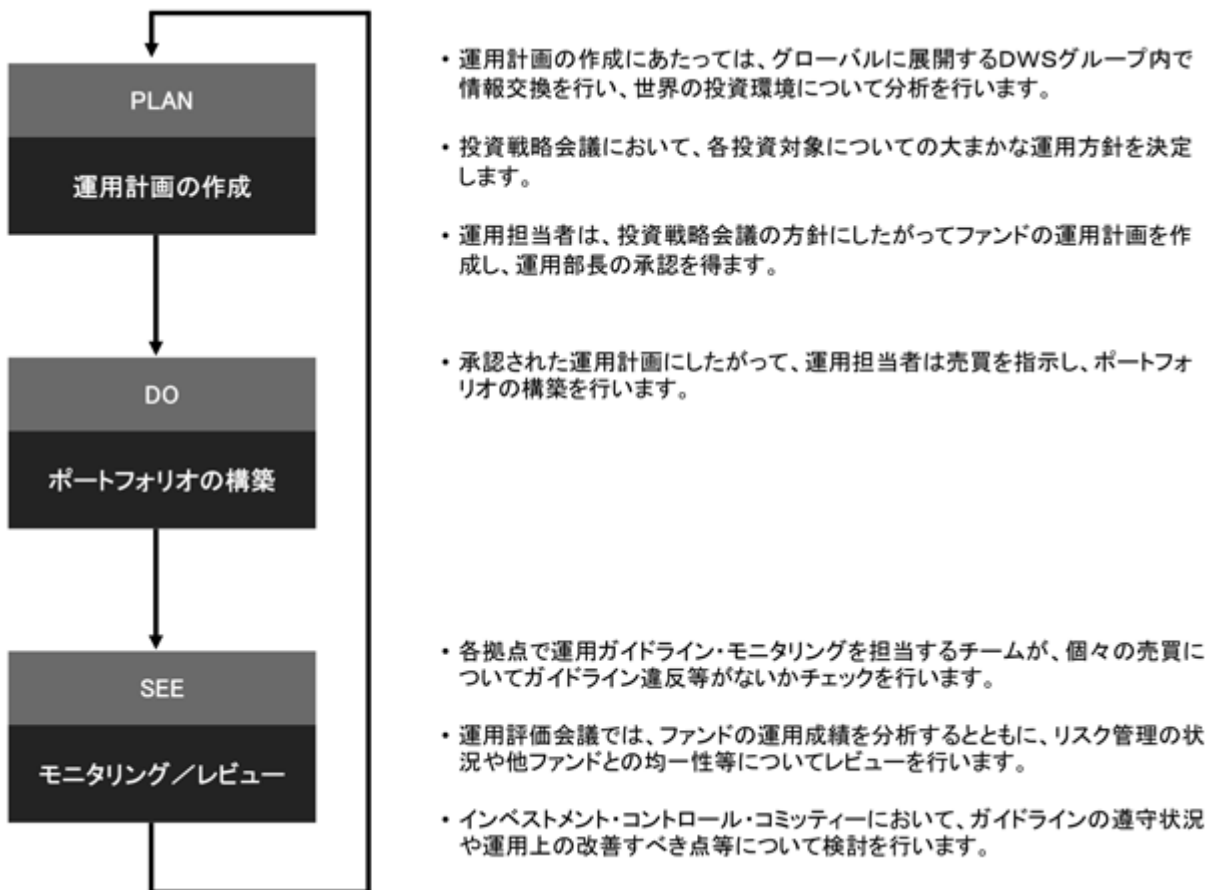 PLAN
運用計画の作成
・運用計画の作成にあたっては、グローバルに展開するDWSグループ内で
情報交換を行い、世界の投資環境について分析を行います。
・投資戦略会議において、各投資対象についての大まかな運用方針を決定
します。
・運用担当者は、投資戦略会議の方針にしたがってファンドの運用計画を作
成し、運用部長の承認を得ます。
DO
ポートフォリオの構築
・承認された運用計画にしたがって、運用担当者は売買を指示し、ポートフォ
リオの構築を行います。
SEE
モニタリング／レビュー
・各拠点で運用ガイドライン・モニタリングを担当するチームが、個々の売買に
ついてガイドライン違反等がないかチェックを行います。
・運用評価会議では、ファンドの運用成績を分析するとともに、リスク管理の状
況や他ファンドとの均一性等についてレビューを行います。
・インベストメント・コントロール・コミッティーにおいて、ガイドラインの遵守状況
や運用上の改善すべき点等について検討を行います。